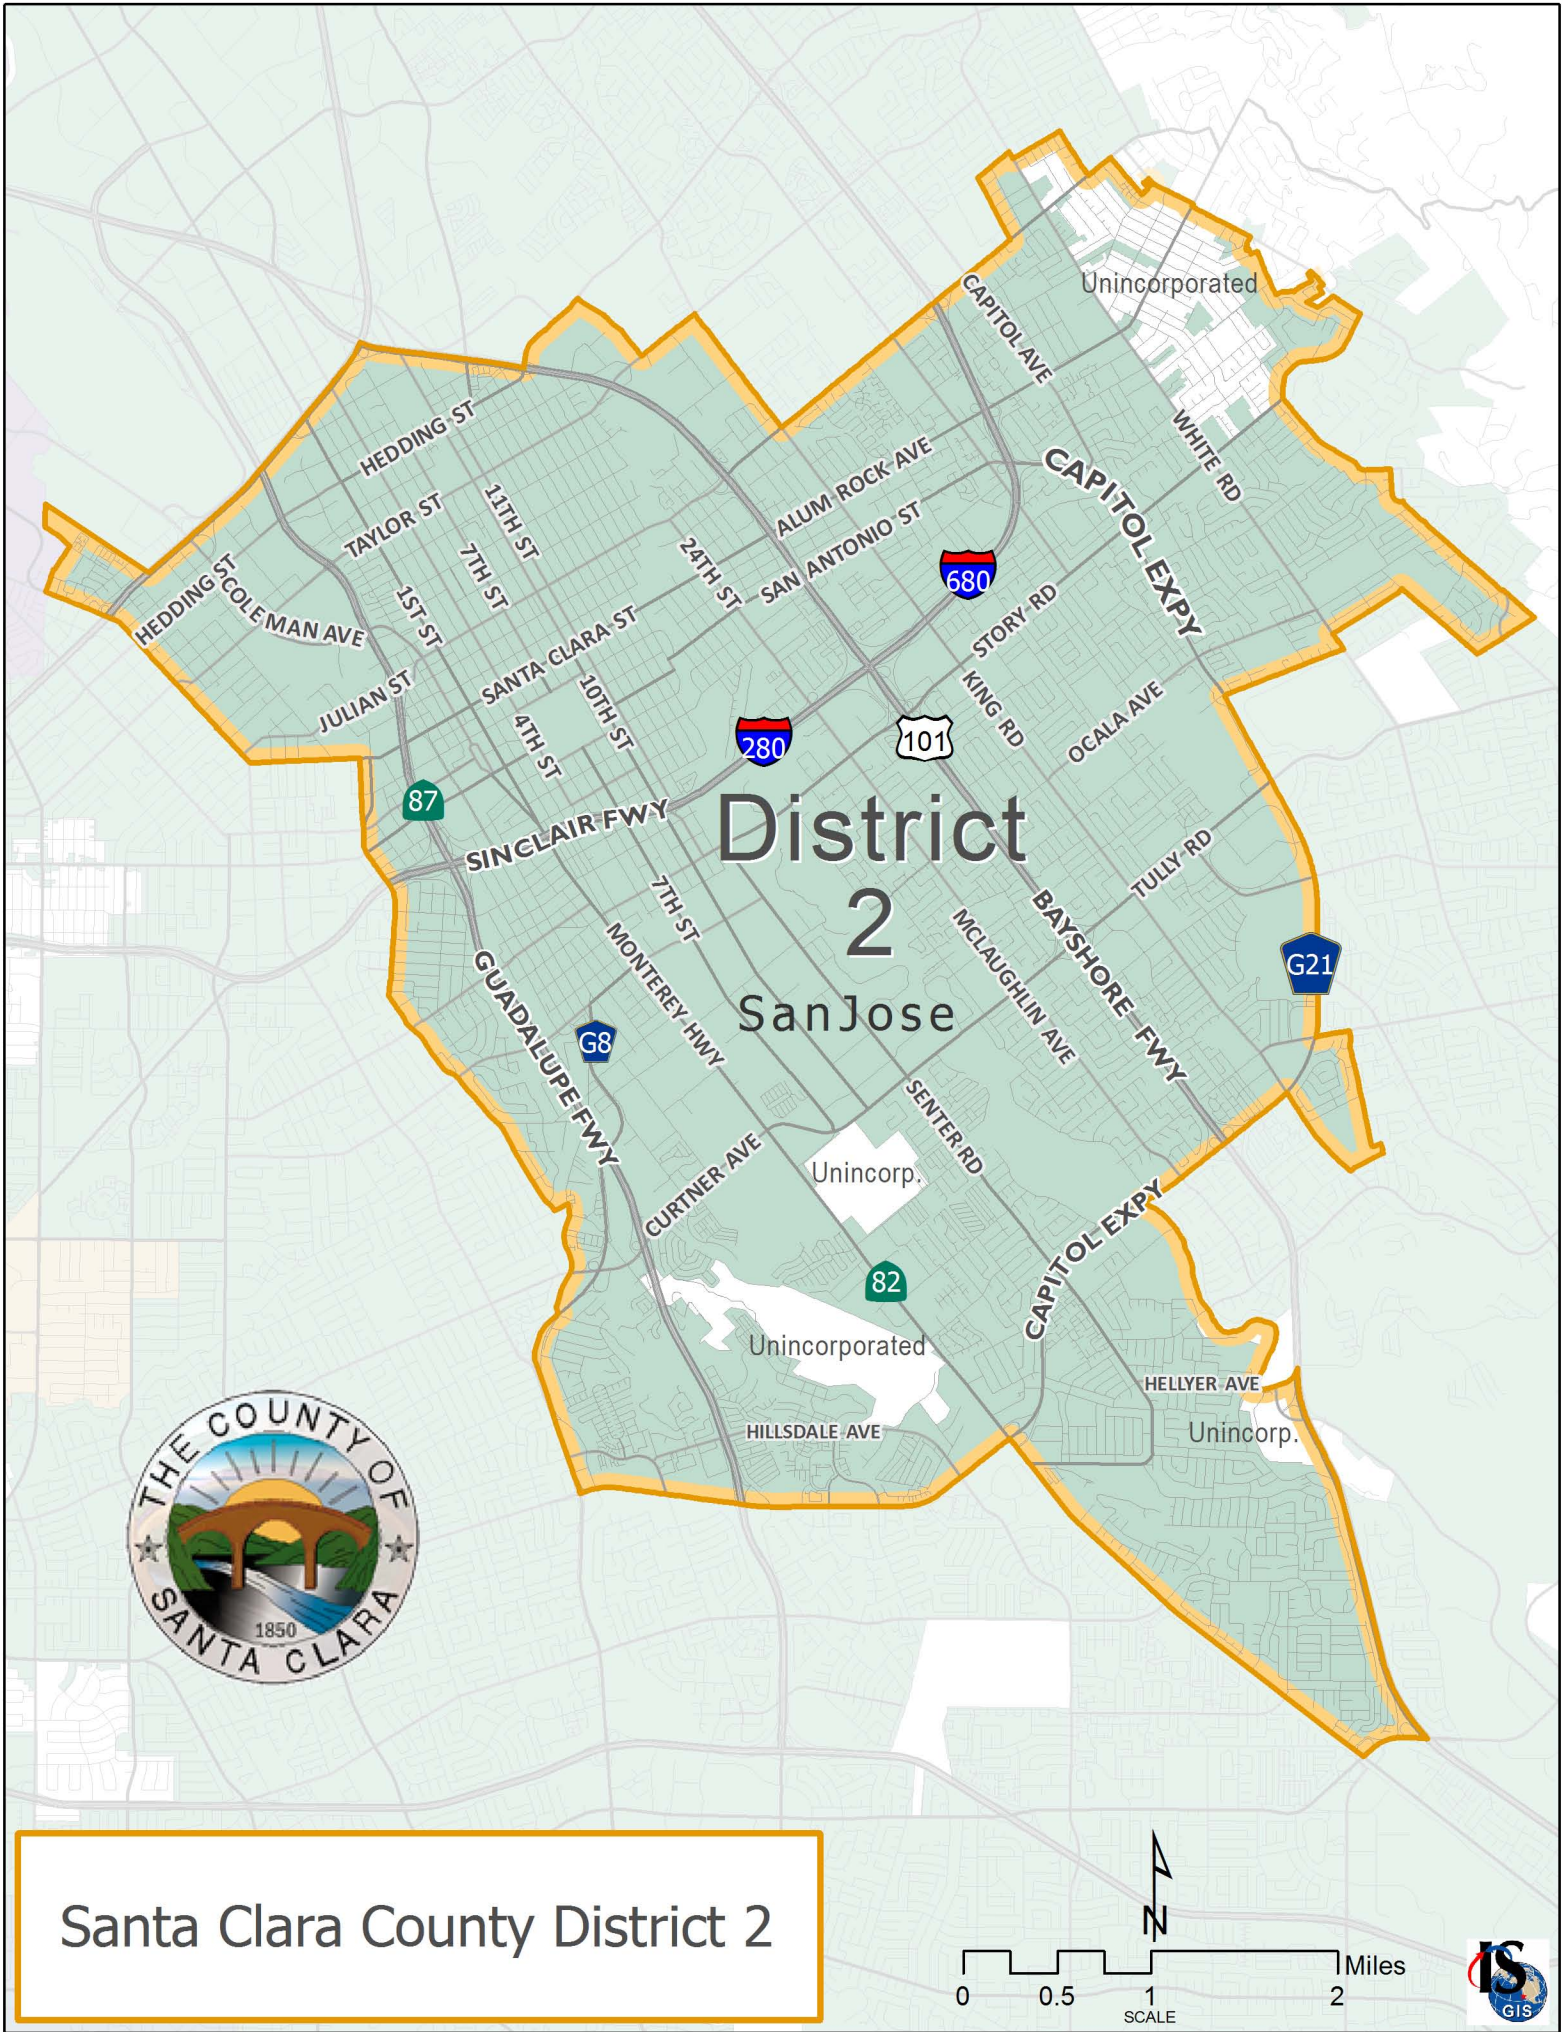 Unincorporated
CAPITOL AVE
WHITE RD
HEDDING ST
ALUM ROCK AVE
CAPITOL EXPY
TAYLOR ST
11TH ST
SAN ANTONIO ST
7TH ST
24TH ST
680
HEDDING ST
COLE MAN AVE
1ST ST
STORY RD
SANTA CLARA ST
JULIAN ST
10TH ST
KING RD
OCALA AVE
4TH ST
280
101
87
SINCLAIR FWY
District
2
TULLY RD
7TH ST
BAYSHORE FWY
MCLAUGHLIN AVE
MONTEREY HWY
G21
GUADALUPE FWY
SanJose
G8
SENTER RD
CURTNER AVE
Unincorp.
CAPITOL EXPY
82
Unincorporated
HELLYER AVE
HILLSDALE AVE
Unincorp.
THE COUNTY OF
SANTA CLARA
1850
Santa Clara County District 2
N
Miles
0 0.5 1 2
SCALE
IS
GIS